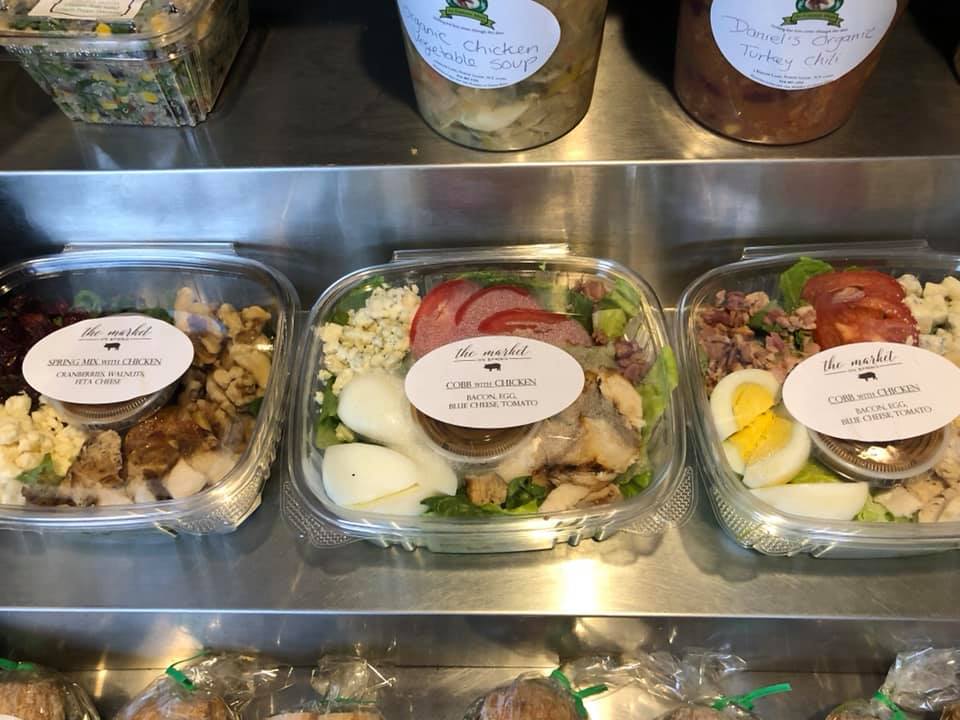 Organic Chicken
Vegetable Soup
Daniel's Organic
Turkey Chili
the market
SPRING MIX WITH CHICKEN
CRANBERRIES, WALNUTS,
FETA CHEESE
the market
COBB WITH CHICKEN
BACON, EGG,
BLUE CHEESE, TOMATO
the market
COBB WITH CHICKEN
BACON, EGG,
BLUE CHEESE, TOMATO